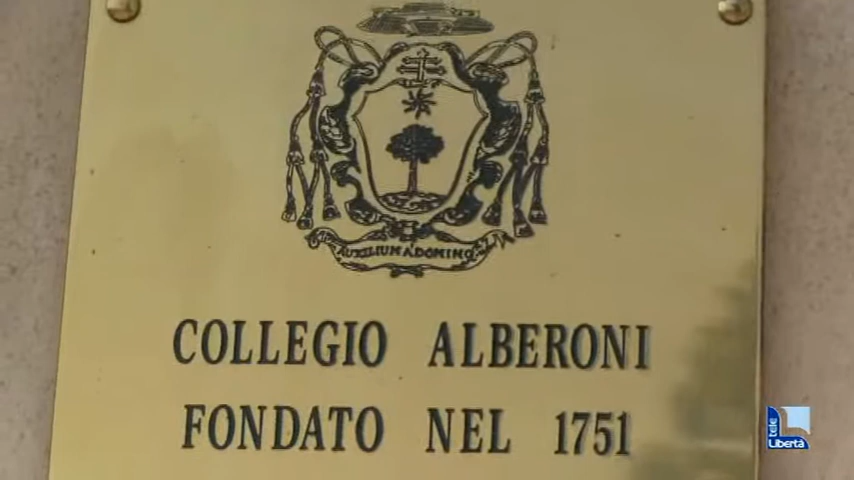 AUXILIUM A DOMINO
COLLEGIO ALBERONI
FONDATO NEL 1751
tele
Libertà